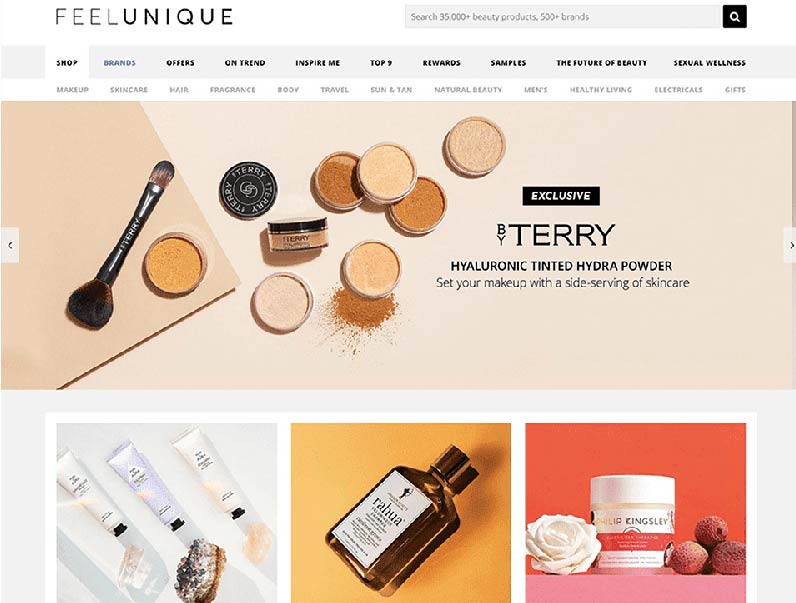 FEELUNIQUE
Search 35,000+ beauty products, 500+ brands
SHOP BRANDS OFFERS ON TREND INSPIRE ME TOP 9 REWARDS SAMPLES THE FUTURE OF BEAUTY SEXUAL WELLNESS
MAKEUP SKINCARE HAIR FRAGRANCE BODY TRAVEL SUN & TAN NATURAL BEAUTY MEN'S HEALTHY LIVING ELECTRICALS GIFTS
BY TERRY
BY TERRY
TERRY
EXCLUSIVE
BY TERRY
HYALURONIC TINTED HYDRA POWDER
Set your makeup with a side-serving of skincare
rahua
PHILIP KINGSLEY